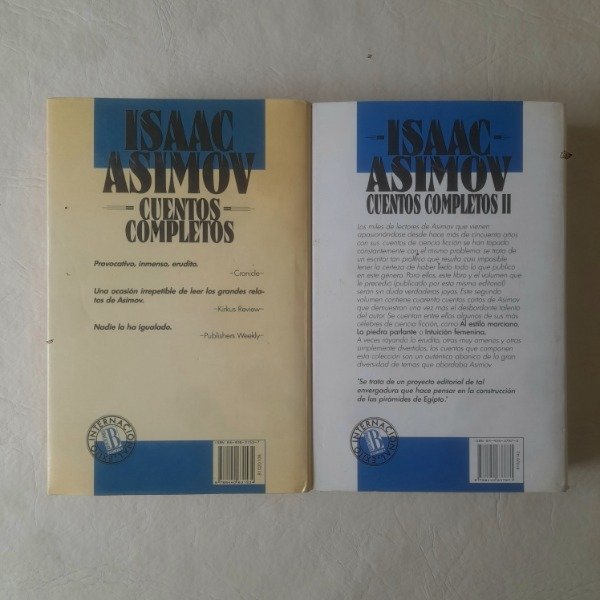 ISAAC
ASIMOV
CUENTOS
COMPLETOS
Provocativo, inmenso, erudito.
Una ocasión irrepetible de leer los grandes rela-
tos de Asimov.
–Kirkus Review–
Nadie lo ha igualado.
–Publishers Weekly–
INTERNACIONAL
B
ISAAC
ASIMOV
CUENTOS COMPLETOS II
Los miles de lectores de Asimov que vienen
apasionándose desde hace más de cincuenta años
con sus cuentos de ciencia ficción se han topado
constantemente con el mismo problema: se trata de
un escritor tan prolífico que resulta casi imposible
tener la certeza de haber leído todo lo que publicó en
este género. Para ellos, este libro y el volumen que
le precedió (publicado por esta misma editorial)
serán sin duda verdaderas joyas. Este segundo
volumen contiene cuarenta cuentos cortos de Asimov
que demuestran una vez más el desbordante talento
del autor. Se cuentan entre ellos algunos de sus más
célebres de ciencia ficción, como Al estilo marciano,
La piedra parlante o Intuición femenina.
A veces rayando la erudita, otras muy amenos y otras
simplemente divertidos, los cuentos que componen
esta colección son un auténtico abanico de la gran
diversidad de temas que abordaba Asimov
"Se trata de un proyecto editorial de tal
envergadura que hace pensar en la construcción
de las pirámides de Egipto."
INTERNACIONAL
B